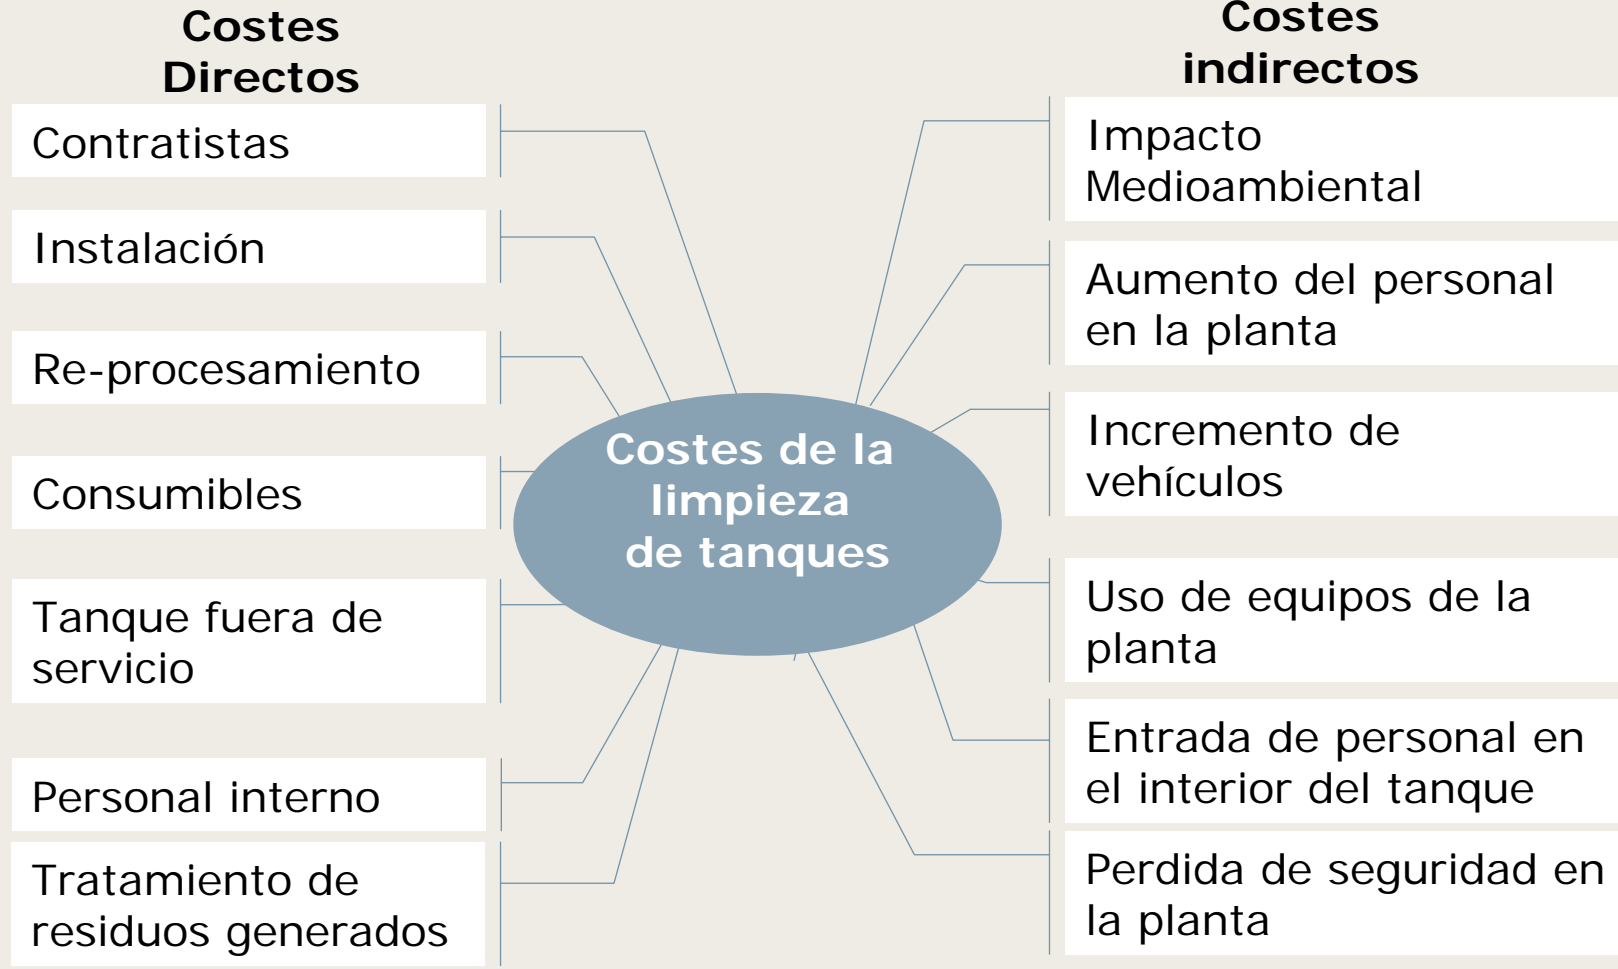 Costes
Directos
Contratistas
Instalación
Re-procesamiento
Consumibles
Tanque fuera de
servicio
Personal interno
Tratamiento de
residuos generados
Costes de la
limpieza
de tanques
Costes
indirectos
Impacto
Medioambiental
Aumento del personal
en la planta
Incremento de
vehículos
Uso de equipos de la
planta
Entrada de personal en
el interior del tanque
Perdida de seguridad en
la planta